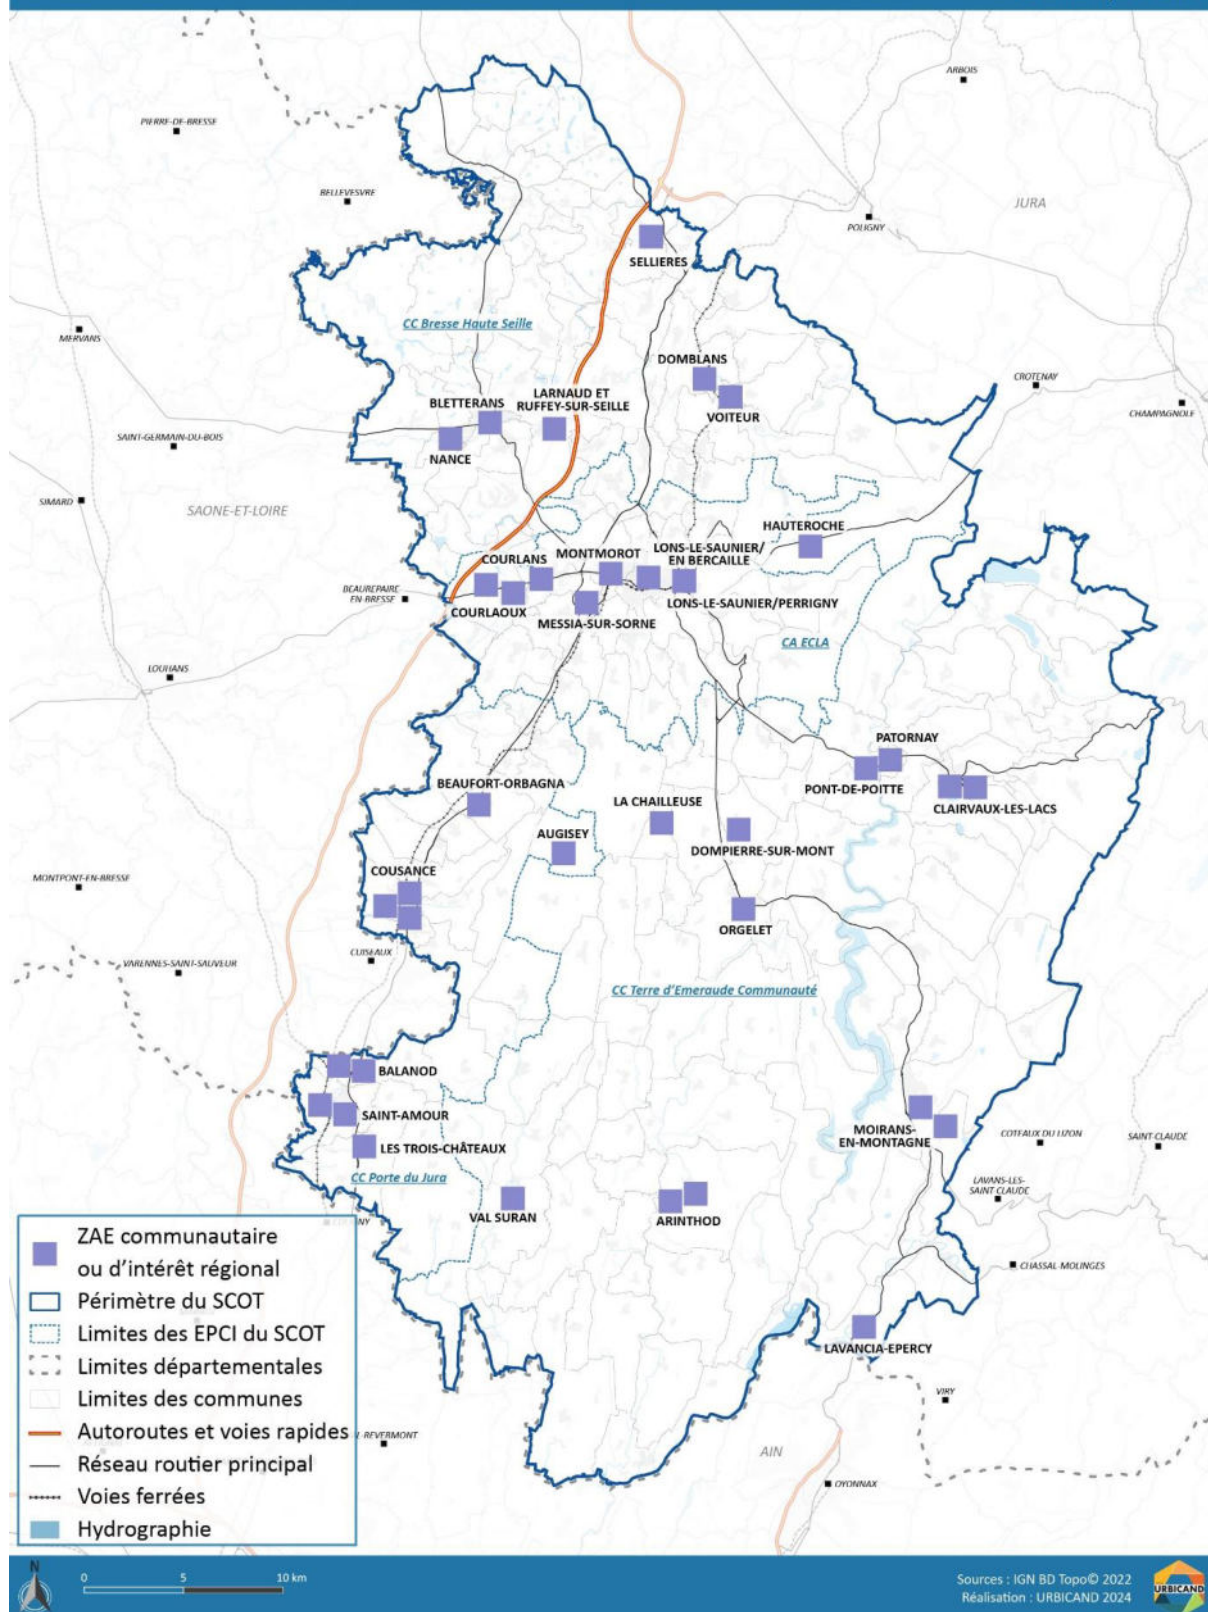 ARBOIS
PIERRE-DE-BRESSE
BELLEVESVRE
JURA
POLIGNY
SELLIERES
CC Bresse Haute Seille
MERVANS
DOMBLANS
CROTENAY
LARNAUD ET
RUFFEY-SUR-SEILLE
BLETTERANS
CHAMPAGNOLE
VOITEUR
SAINT-GERMAIN-DU-BOIS
NANCE
SIMARD
SAONE-ET-LOIRE
HAUTEROCHE
LONS-LE-SAUNIER/
EN BERCAILLE
MONTMOROT
COURLANS
BEAUREPAIRE
EN-BRESSE
COURLAOUX
LONS-LE-SAUNIER/PERRIGNY
MESSIA-SUR-SORNE
CA ECLA
LOUHANS
PATORNAY
BEAUFORT-ORBAGNA
PONT-DE-POITTE
LA CHAILLEUSE
CLAIRVAUX-LES-LACS
AUGISEY
DOMPIERRE-SUR-MONT
COUSANCE
MONTPONT-EN-BRESSE
ORGELET
CUISEAUX
VARENNES-SAINT-SAUVEUR
CC Terre d'Emeraude Communauté
BALANOD
SAINT-AMOUR
MOIRANS-
EN-MONTAGNE
COTEAUX DU LIZON
SAINT-CLAUDE
LES TROIS-CHÂTEAUX
CC Porte du Jura
LAVANS-LES-
SAINT CLAUDE
VAL SURAN
ARINTHOD
CHASSAL-MOLINGES
LAVANCIA-EPERCY
VIRY
-REVERMONT
AIN
OYONNAX
ZAE communautaire
ou d'intérêt régional
Périmètre du SCOT
Limites des EPCI du SCOT
Limites départementales
Limites des communes
Autoroutes et voies rapides
Réseau routier principal
Voies ferrées
Hydrographie
N
0 5 10 km
Sources : IGN BD Topo© 2022
Réalisation : URBICAND 2024
URBICAND